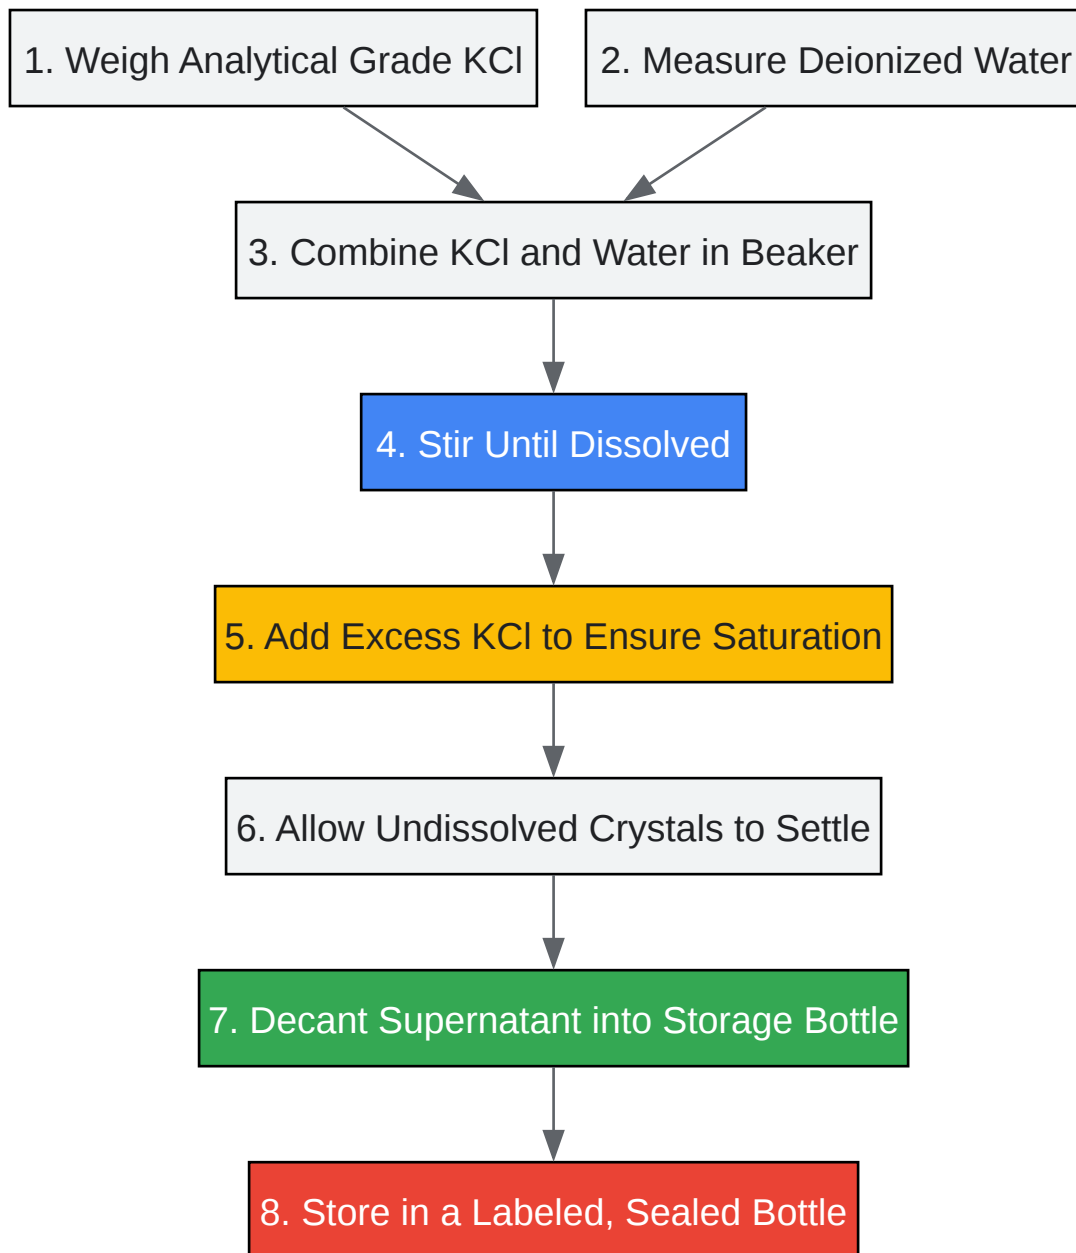 1. Weigh Analytical Grade KCl
2. Measure Deionized Water
3. Combine KCl and Water in Beaker
4. Stir Until Dissolved
5. Add Excess KCl to Ensure Saturation
6. Allow Undissolved Crystals to Settle
7. Decant Supernatant into Storage Bottle
8. Store in a Labeled, Sealed Bottle